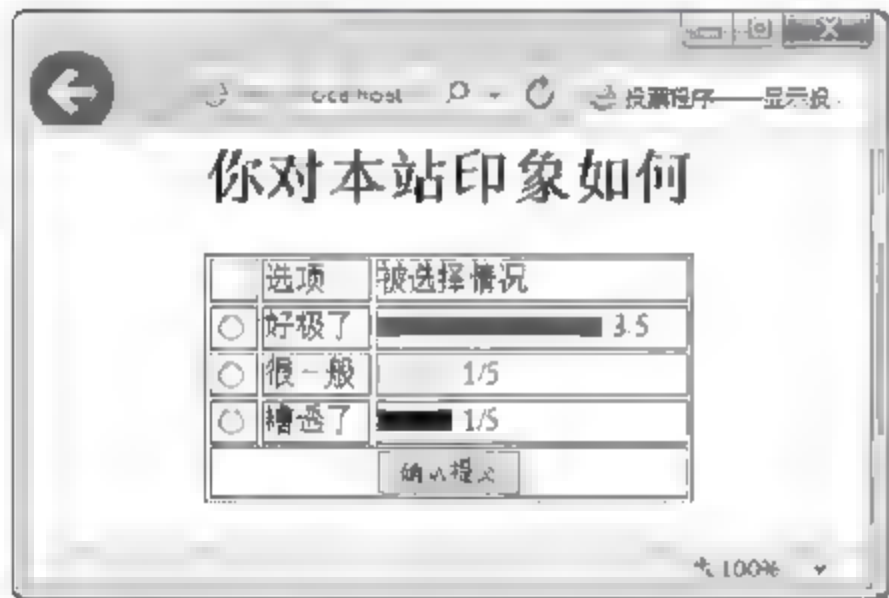 投票程序——显示投
你对本站印象如何
选项 被选择情况
好极了 3.5
很一般 1/5
糟透了 1/5
确认提交
100%